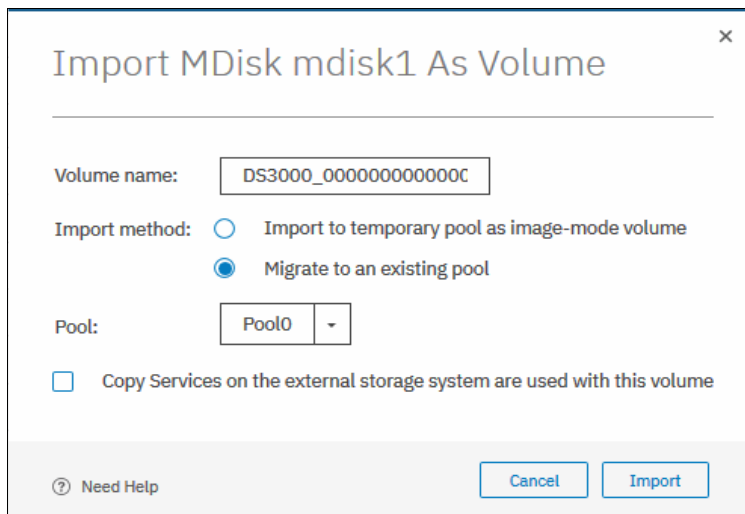 Import MDisk mdisk1 As Volume
Volume name: DS3000_0000000000000
Import method: Import to temporary pool as image-mode volume
Migrate to an existing pool
Pool: Pool0
Copy Services on the external storage system are used with this volume
? Need Help Cancel Import